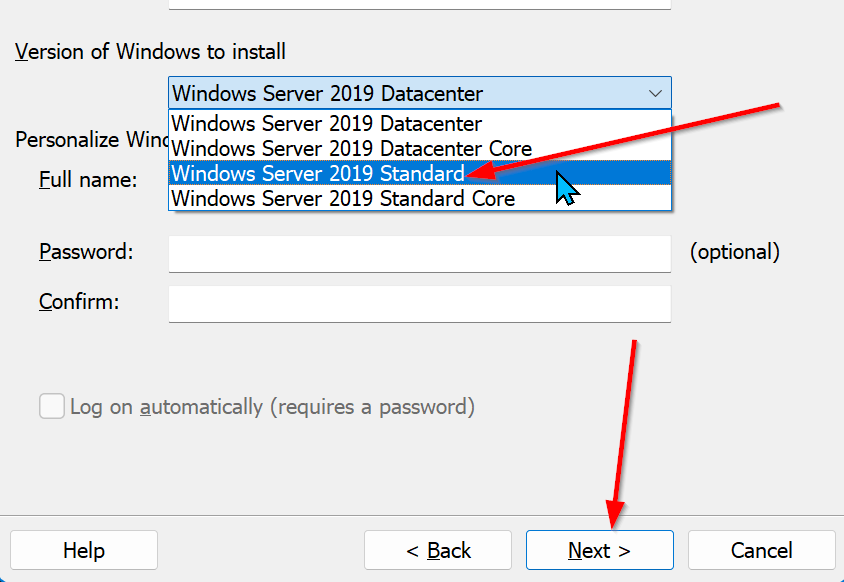 Version of Windows to install
Windows Server 2019 Datacenter
Windows Server 2019 Datacenter
Personalize Wind
Windows Server 2019 Datacenter Core
Windows Server 2019 Standard
Full name:
Windows Server 2019 Standard Core
Password:
(optional)
Confirm:
Log on automatically (requires a password)
Help
< Back
Next >
Cancel